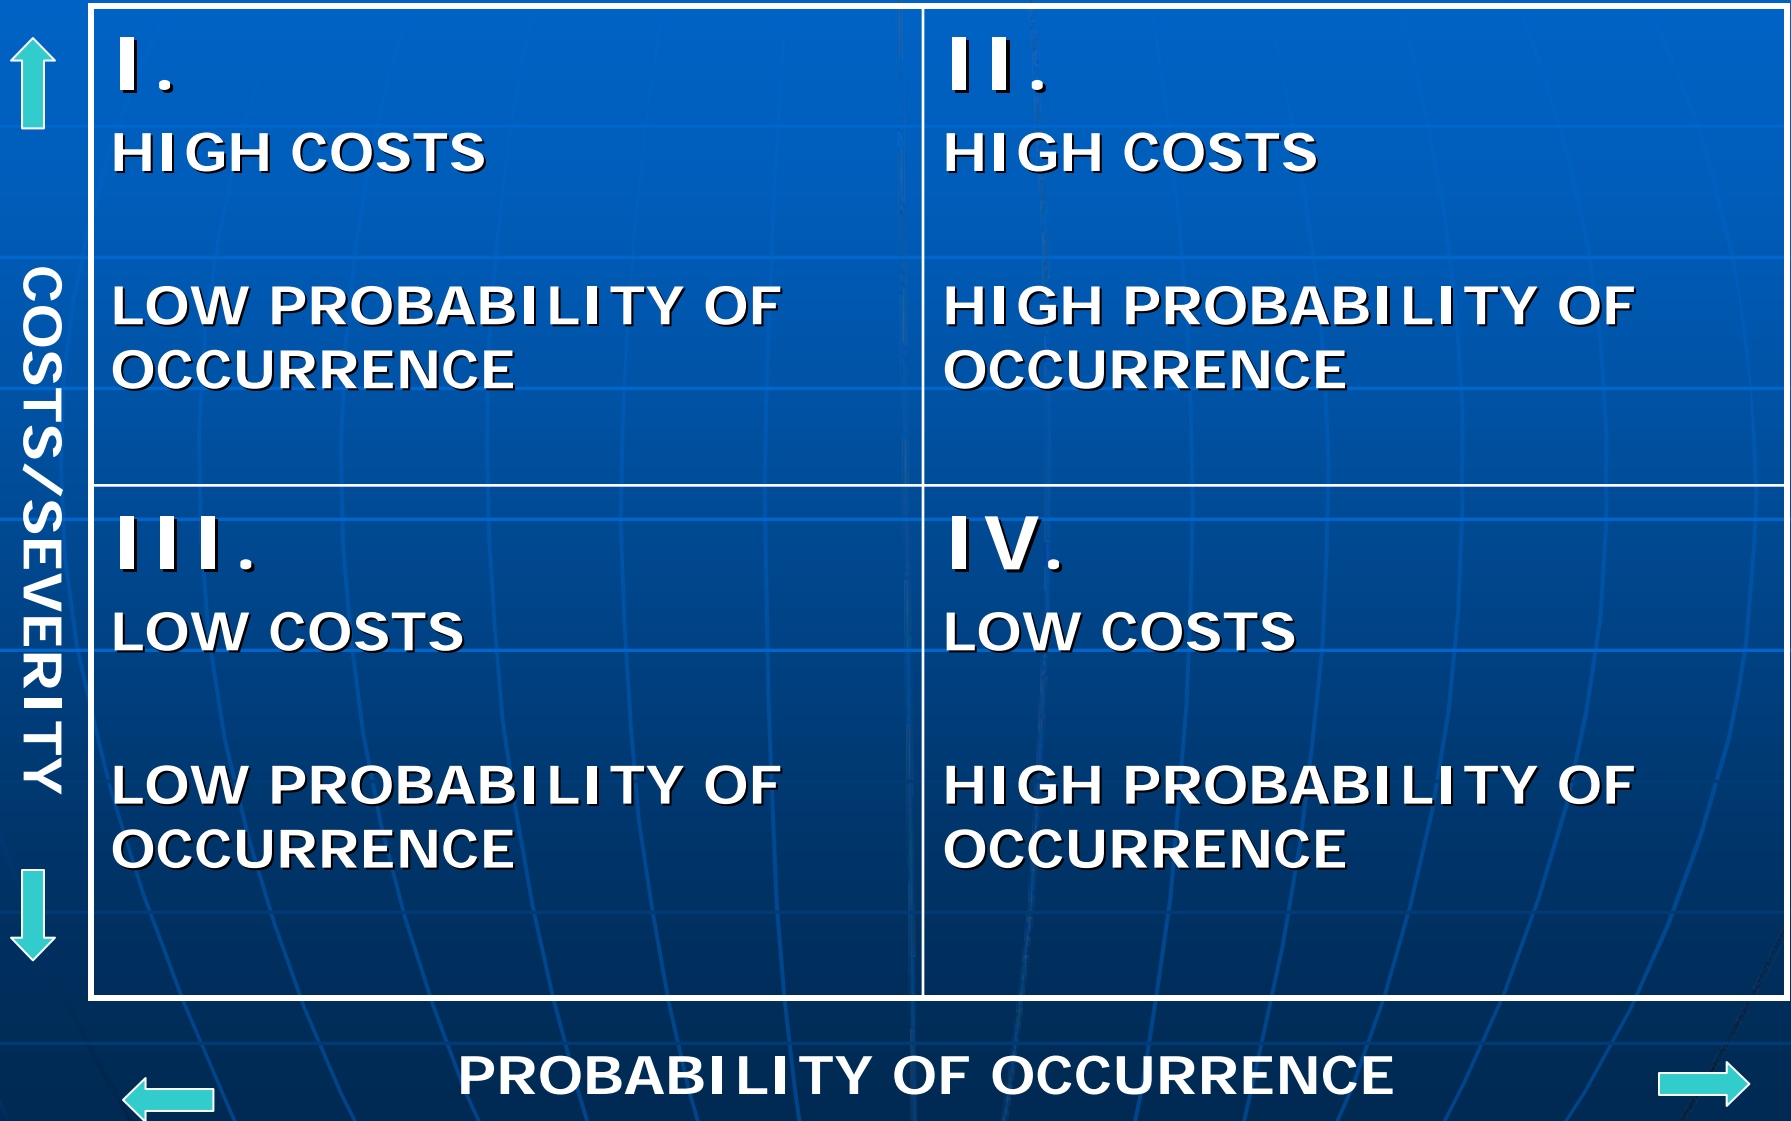 I.
HIGH COSTS
LOW PROBABILITY OF
OCCURRENCE
II.
HIGH COSTS
HIGH PROBABILITY OF
OCCURRENCE
COSTS/SEVERITY
III.
LOW COSTS
LOW PROBABILITY OF
OCCURRENCE
IV.
LOW COSTS
HIGH PROBABILITY OF
OCCURRENCE
PROBABILITY OF OCCURRENCE